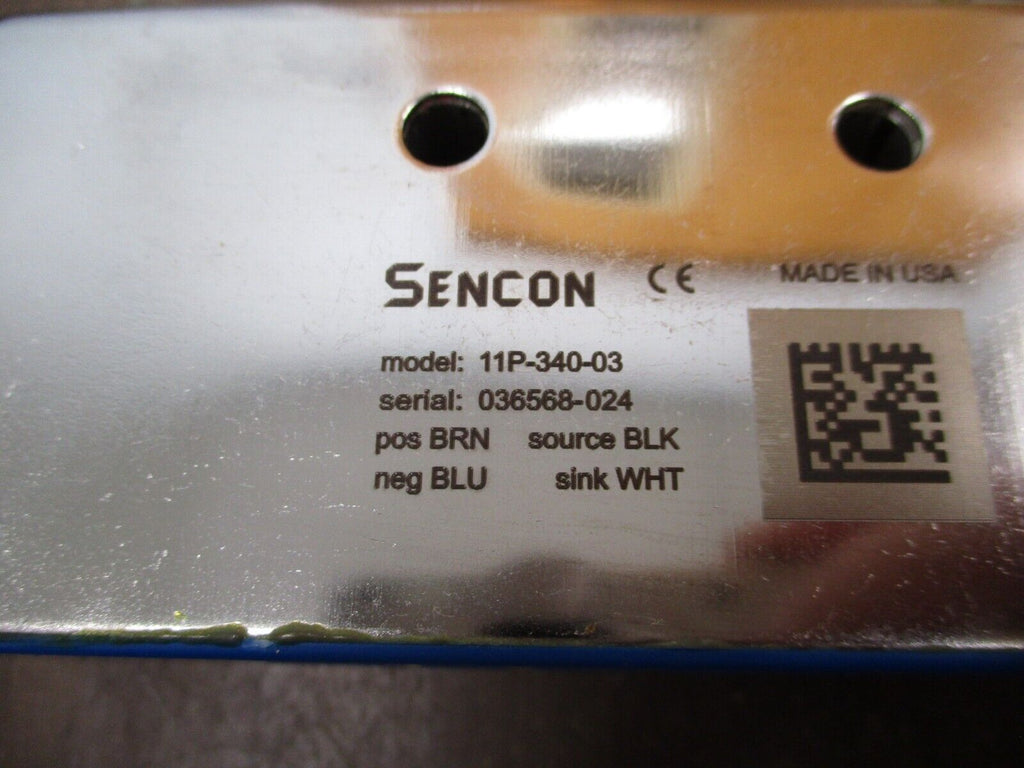 SENCON CE MADE IN USA
model: 11P-340-03
serial: 036568-024
pos BRN source BLK
neg BLU sink WHT